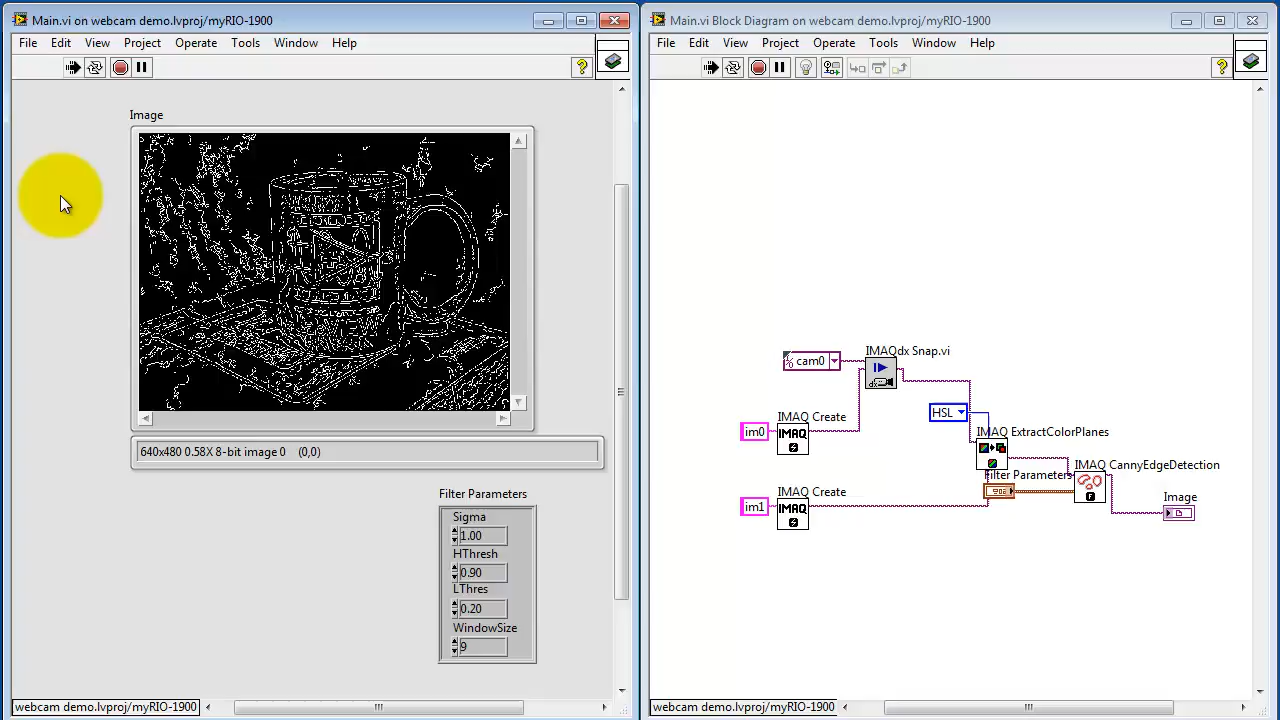 Main.vi on webcam demo.lvproj/myRIO-1900
File Edit View Project Operate Tools Window Help
Image
640x480 0.58X 8-bit image 0 (0,0)
Filter Parameters
Sigma
1.00
HThresh
0.90
LThres
0.20
WindowSize
9
webcam demo.lvproj/myRIO-1900
Main.vi Block Diagram on webcam demo.lvproj/myRIO-1900
File Edit View Project Operate Tools Window Help
IMAQdx Snap.vi
cam0
HSL
IMAQ Create
im0
IMAQ
IMAQ ExtractColorPlanes
IMAQ CannyEdgeDetection
Filter Parameters
IMAQ Create
im1
IMAQ
Image
webcam demo.lvproj/myRIO-1900